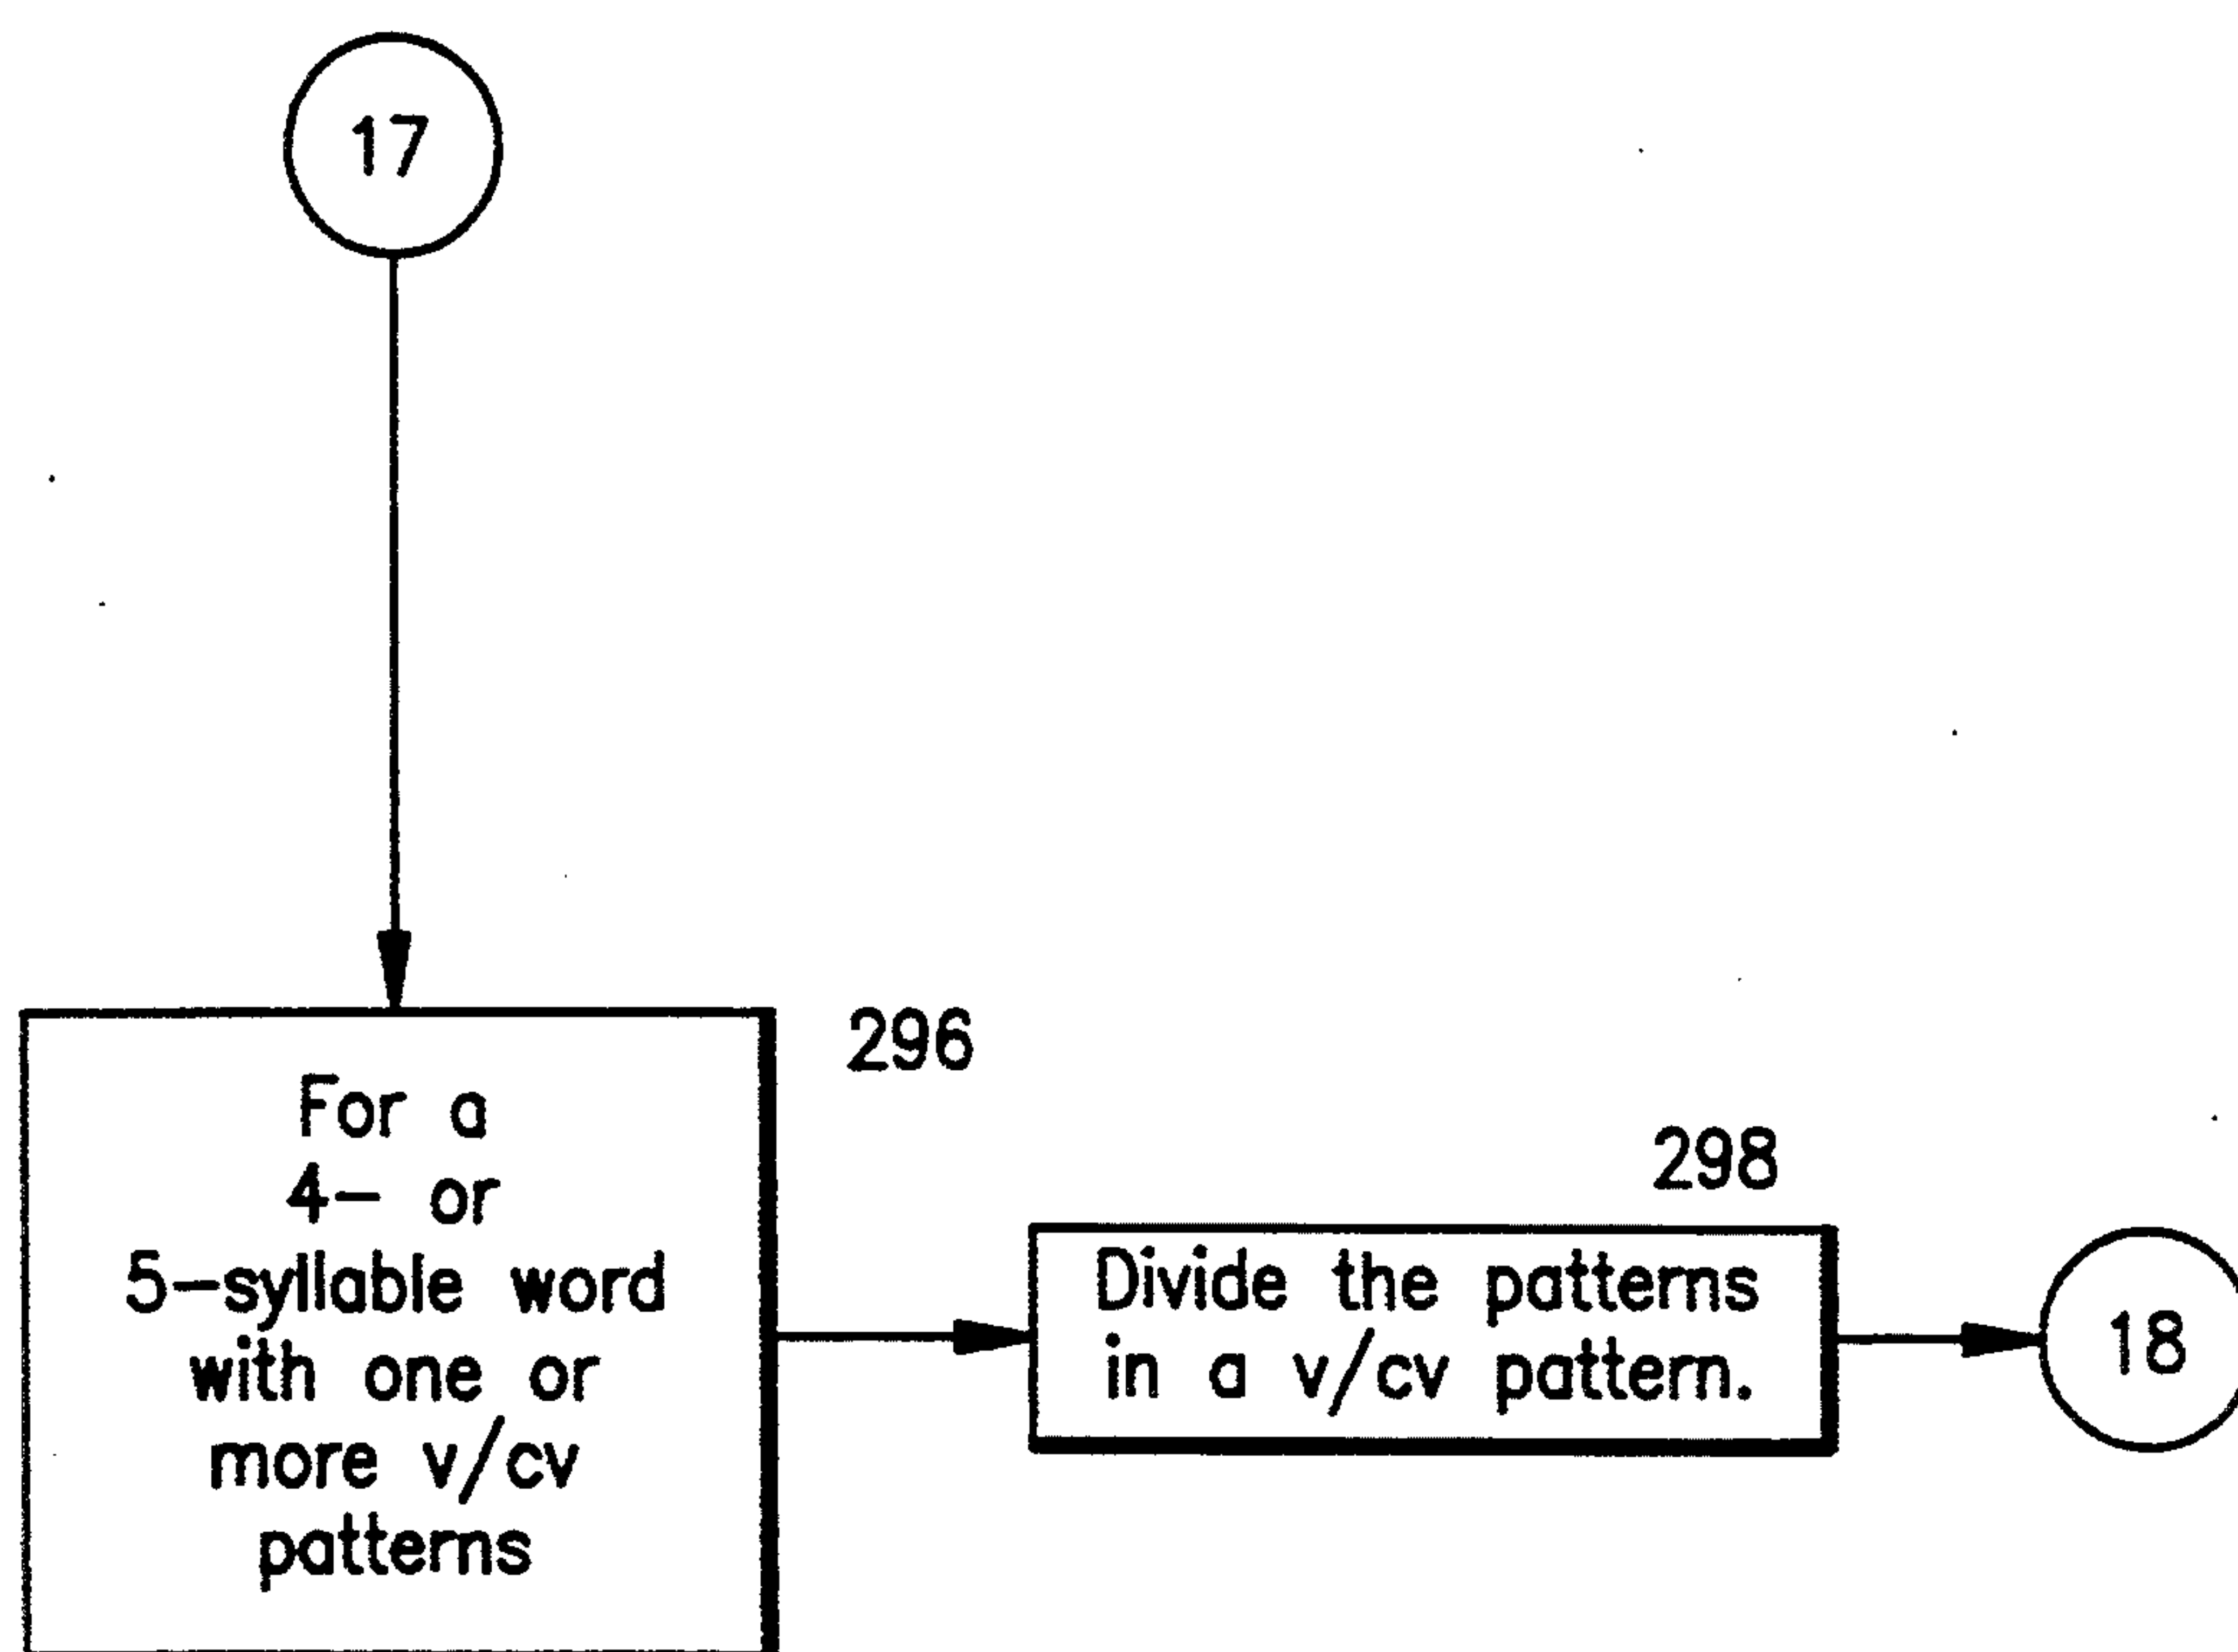 17
296
For a
4- or
5-syllable word
with one or
more v/cv
patterns
298
Divide the patterns
in a v/cv pattern.
18